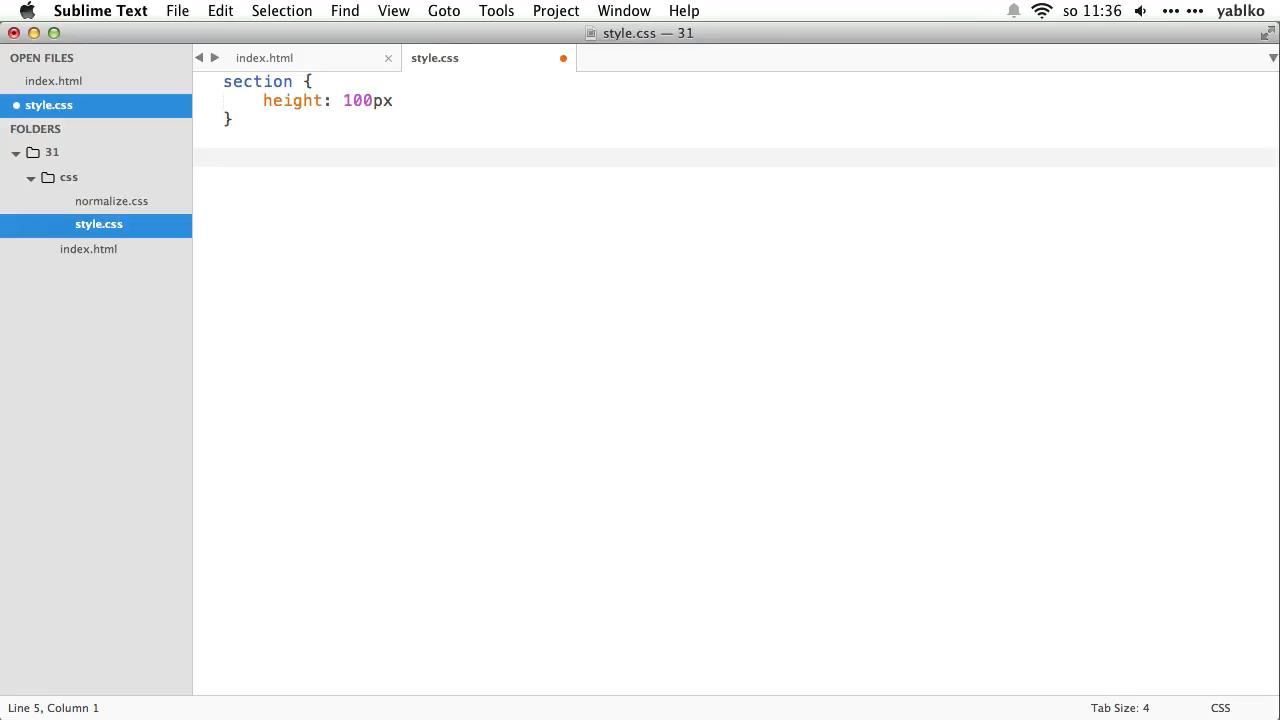 Sublime Text File Edit Selection Find View Goto Tools Project Window Help so 11:36 yablko
style.css — 31
OPEN FILES
index.html
style.css
FOLDERS
31
css
normalize.css
style.css
index.html
index.html style.css
section {
height: 100px
}
Line 5, Column 1 Tab Size: 4 CSS